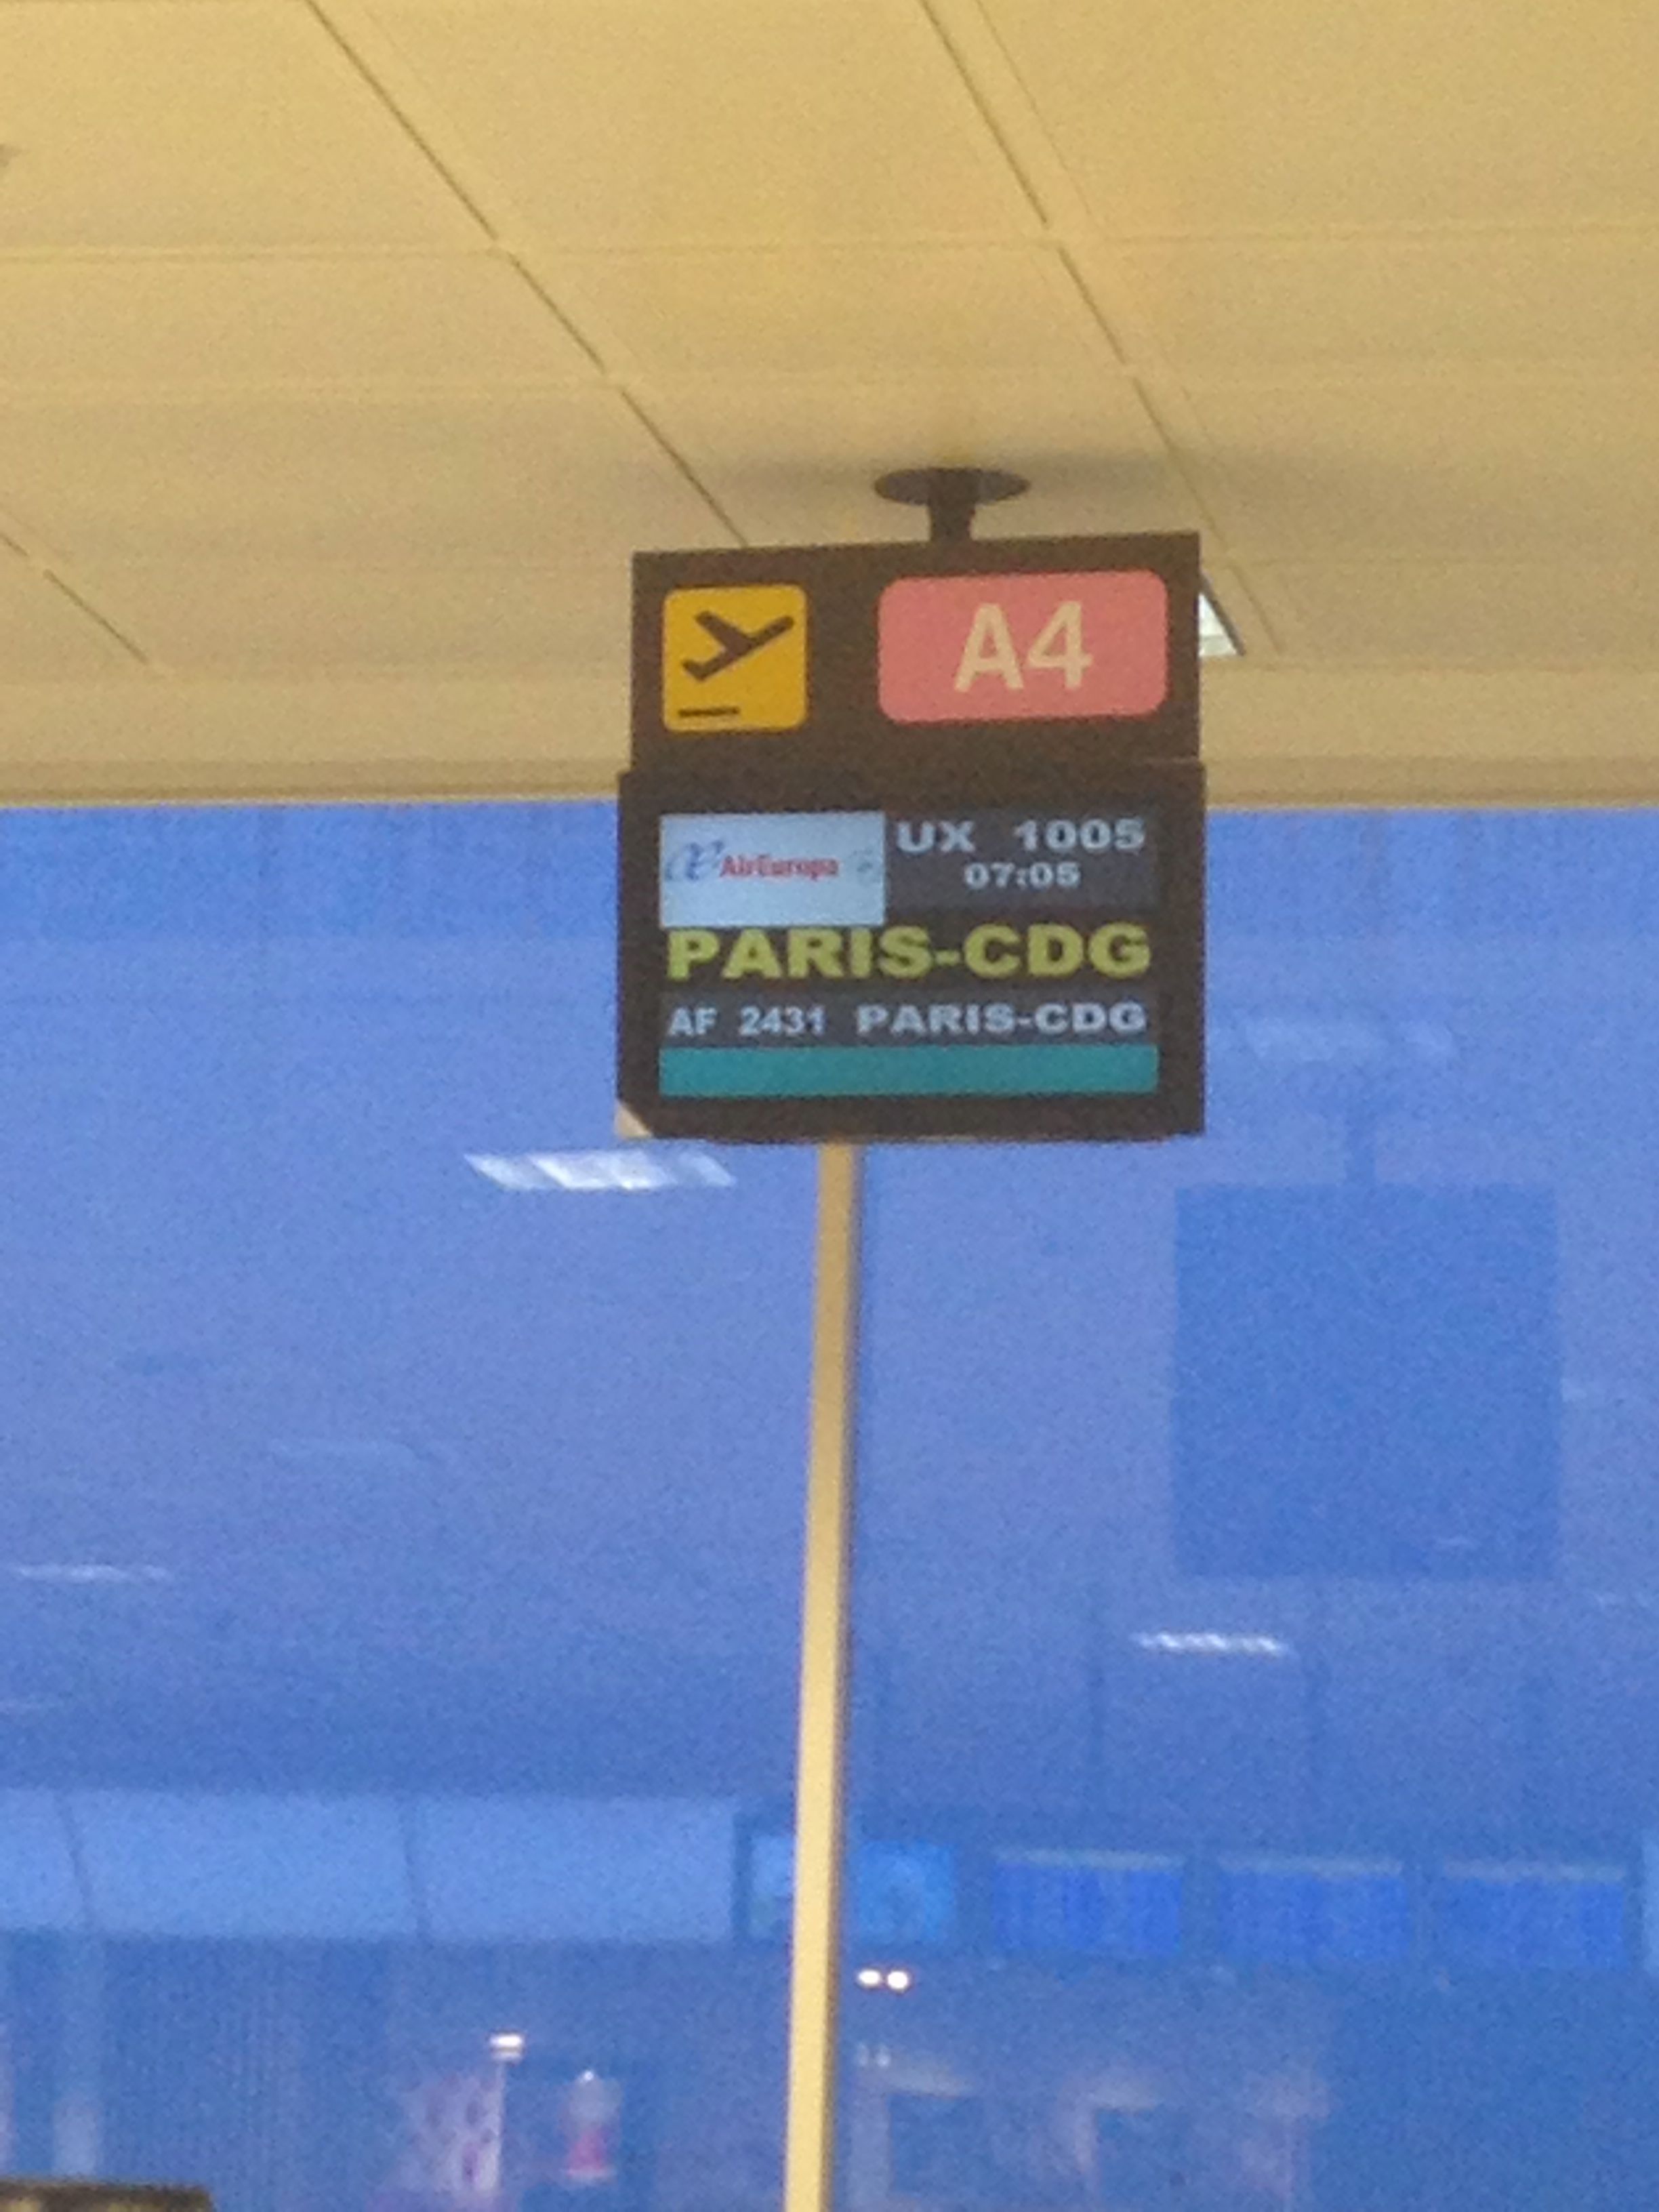 A4
AirEuropa
UX 1005
07:05
PARIS-CDG
AF 2431 PARIS-CDG